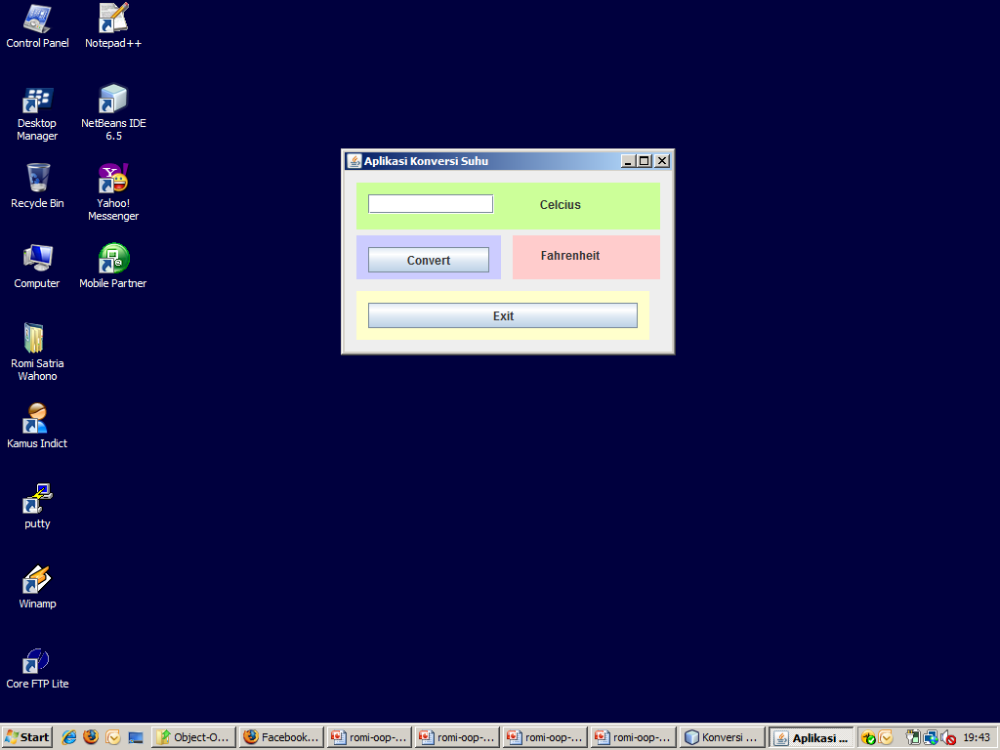 Control Panel
Notepad++
Desktop
Manager
NetBeans IDE
6.5
Recycle Bin
Yahoo!
Messenger
Computer
Mobile Partner
Romi Satria
Wahono
Kamus Indict
putty
Winamp
Core FTP Lite
Aplikasi Konversi Suhu
Celcius
Convert
Fahrenheit
Exit
Start
Object-O...
Facebook...
romi-oop-...
romi-oop-...
romi-oop-...
romi-oop-...
Konversi ...
Aplikasi ...
19:43